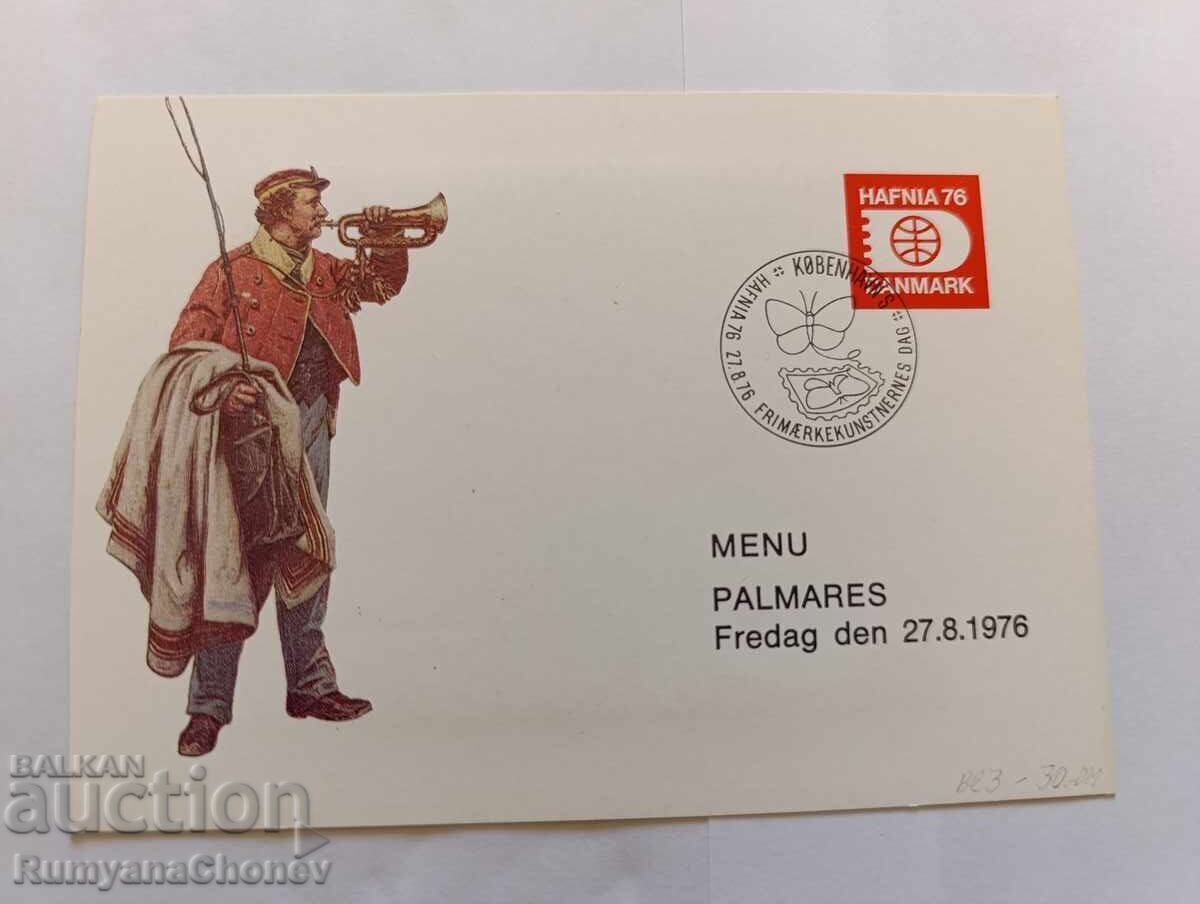 HAFNIA 76
DANMARK
HAFNIA 76 KØBENHAVNS
27.8.76 FRIMÆRKEKUNSTNERNES DAG
MENU
PALMARES
Fredag den 27.8.1976
BALKAN
auction
RumyanaChonev